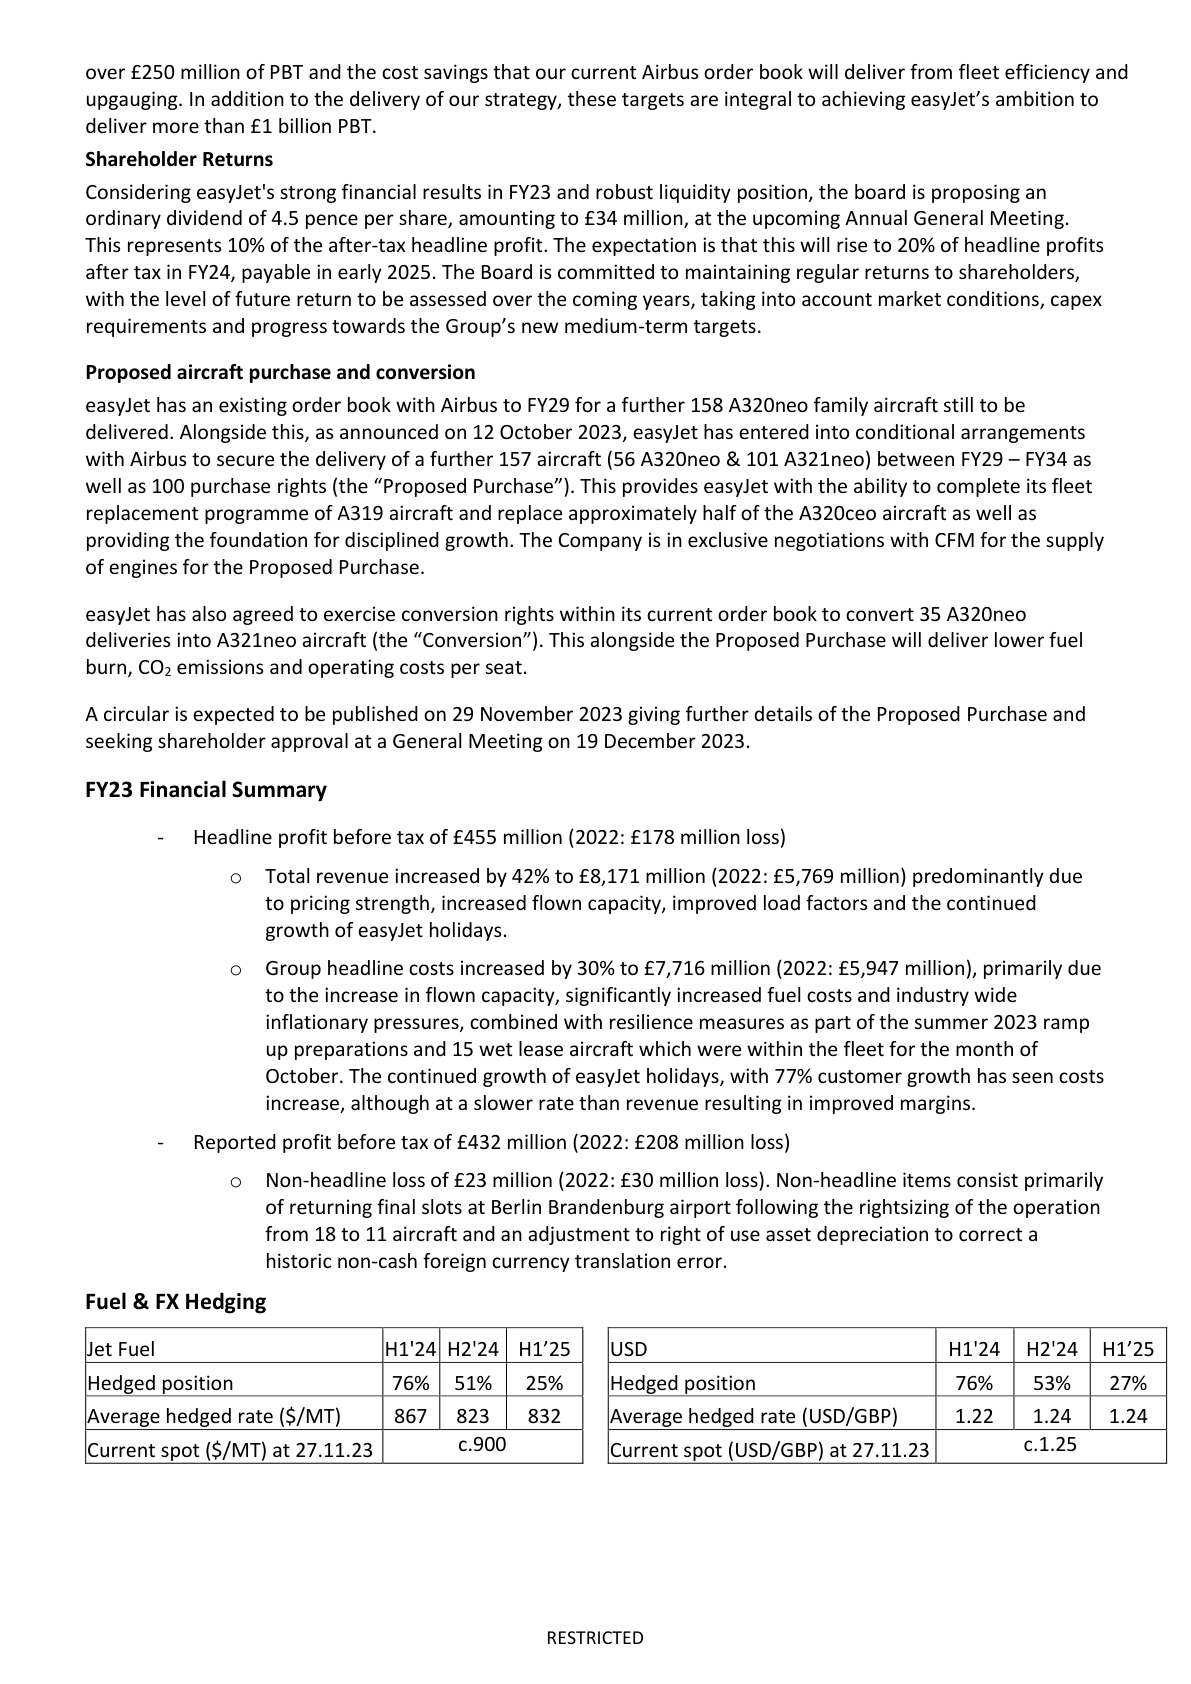 over £250 million of PBT and the cost savings that our current Airbus order book will deliver from fleet efficiency and
upgauging. In addition to the delivery of our strategy, these targets are integral to achieving easyJet’s ambition to
deliver more than £1 billion PBT.
Shareholder Returns
Considering easyJet's strong financial results in FY23 and robust liquidity position, the board is proposing an
ordinary dividend of 4.5 pence per share, amounting to £34 million, at the upcoming Annual General Meeting.
This represents 10% of the after-tax headline profit. The expectation is that this will rise to 20% of headline profits
after tax in FY24, payable in early 2025. The Board is committed to maintaining regular returns to shareholders,
with the level of future return to be assessed over the coming years, taking into account market conditions, capex
requirements and progress towards the Group’s new medium-term targets.
Proposed aircraft purchase and conversion
easyJet has an existing order book with Airbus to FY29 for a further 158 A320neo family aircraft still to be
delivered. Alongside this, as announced on 12 October 2023, easyJet has entered into conditional arrangements
with Airbus to secure the delivery of a further 157 aircraft (56 A320neo & 101 A321neo) between FY29 – FY34 as
well as 100 purchase rights (the “Proposed Purchase”). This provides easyJet with the ability to complete its fleet
replacement programme of A319 aircraft and replace approximately half of the A320ceo aircraft as well as
providing the foundation for disciplined growth. The Company is in exclusive negotiations with CFM for the supply
of engines for the Proposed Purchase.
easyJet has also agreed to exercise conversion rights within its current order book to convert 35 A320neo
deliveries into A321neo aircraft (the “Conversion”). This alongside the Proposed Purchase will deliver lower fuel
burn, CO₂ emissions and operating costs per seat.
A circular is expected to be published on 29 November 2023 giving further details of the Proposed Purchase and
seeking shareholder approval at a General Meeting on 19 December 2023.
FY23 Financial Summary
- Headline profit before tax of £455 million (2022: £178 million loss)
o Total revenue increased by 42% to £8,171 million (2022: £5,769 million) predominantly due
to pricing strength, increased flown capacity, improved load factors and the continued
growth of easyJet holidays.
o Group headline costs increased by 30% to £7,716 million (2022: £5,947 million), primarily due
to the increase in flown capacity, significantly increased fuel costs and industry wide
inflationary pressures, combined with resilience measures as part of the summer 2023 ramp
up preparations and 15 wet lease aircraft which were within the fleet for the month of
October. The continued growth of easyJet holidays, with 77% customer growth has seen costs
increase, although at a slower rate than revenue resulting in improved margins.
- Reported profit before tax of £432 million (2022: £208 million loss)
o Non-headline loss of £23 million (2022: £30 million loss). Non-headline items consist primarily
of returning final slots at Berlin Brandenburg airport following the rightsizing of the operation
from 18 to 11 aircraft and an adjustment to right of use asset depreciation to correct a
historic non-cash foreign currency translation error.
Fuel & FX Hedging
Jet Fuel H1'24 H2'24 H1’25
Hedged position 76% 51% 25%
Average hedged rate ($/MT) 867 823 832
Current spot ($/MT) at 27.11.23 c.900
USD H1'24 H2'24 H1’25
Hedged position 76% 53% 27%
Average hedged rate (USD/GBP) 1.22 1.24 1.24
Current spot (USD/GBP) at 27.11.23 c.1.25
RESTRICTED